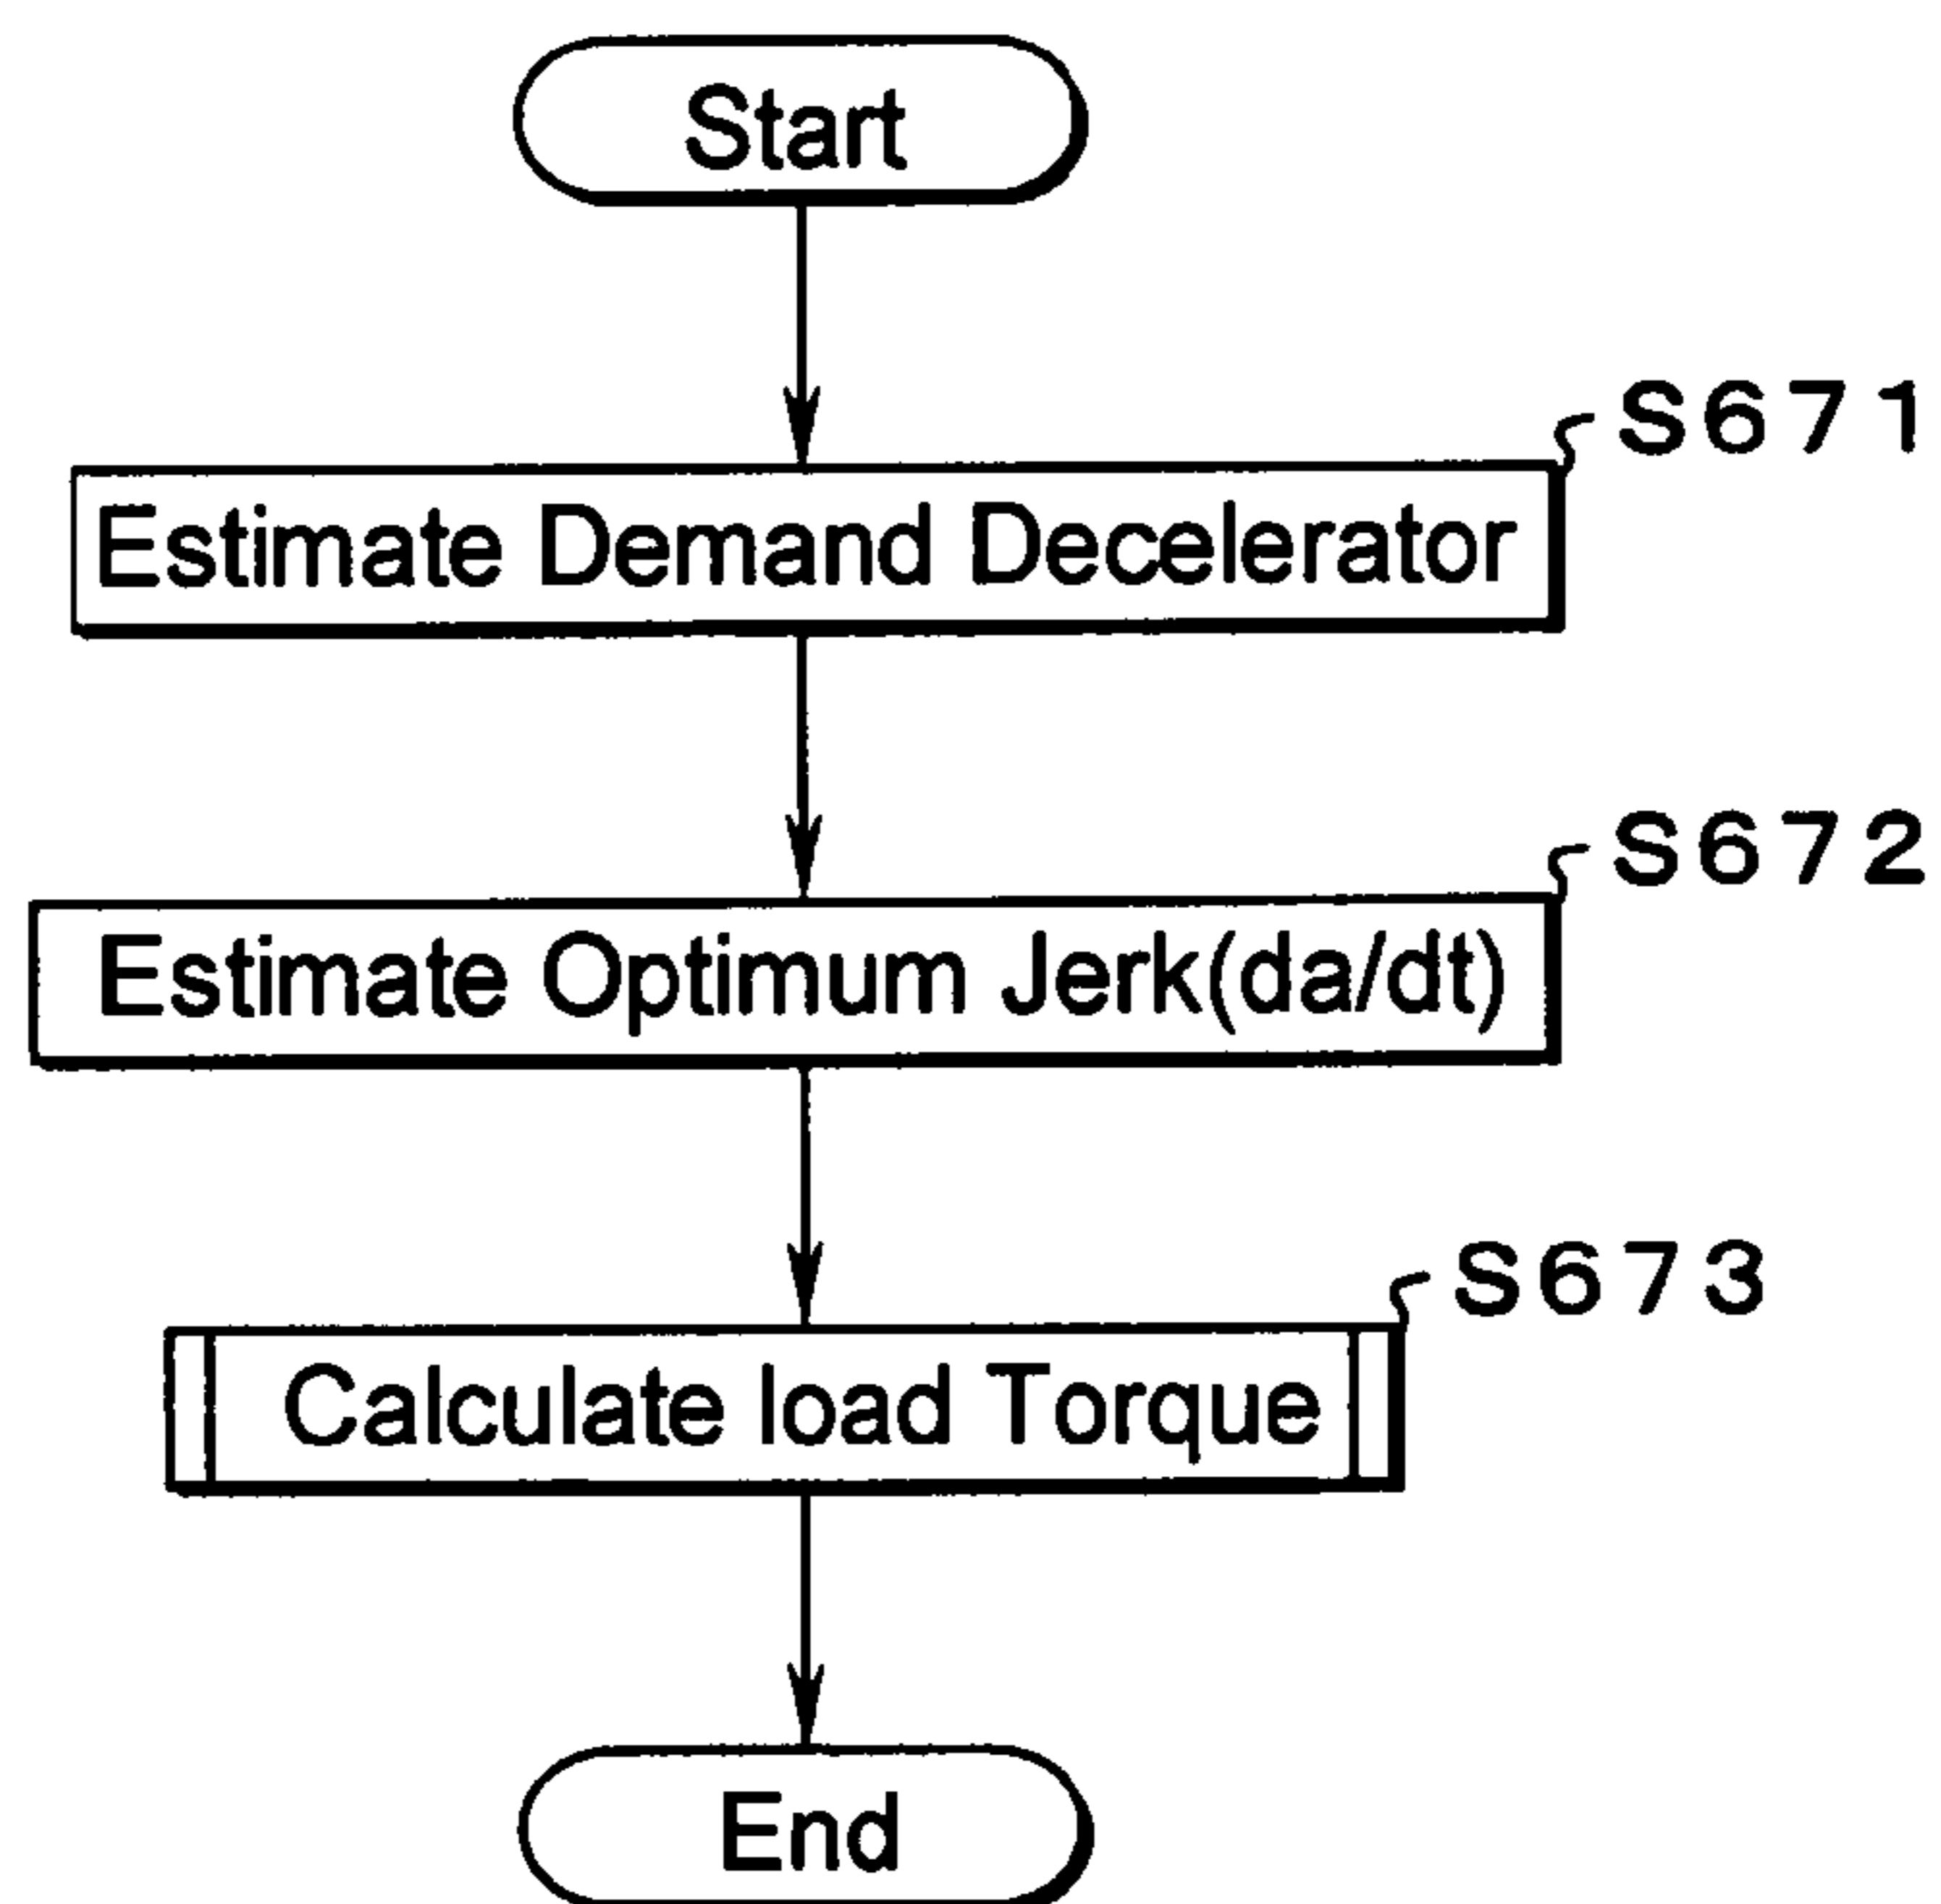 Start
S671
Estimate Demand Decelerator
S672
Estimate Optimum Jerk(da/dt)
S673
Calculate load Torque
End